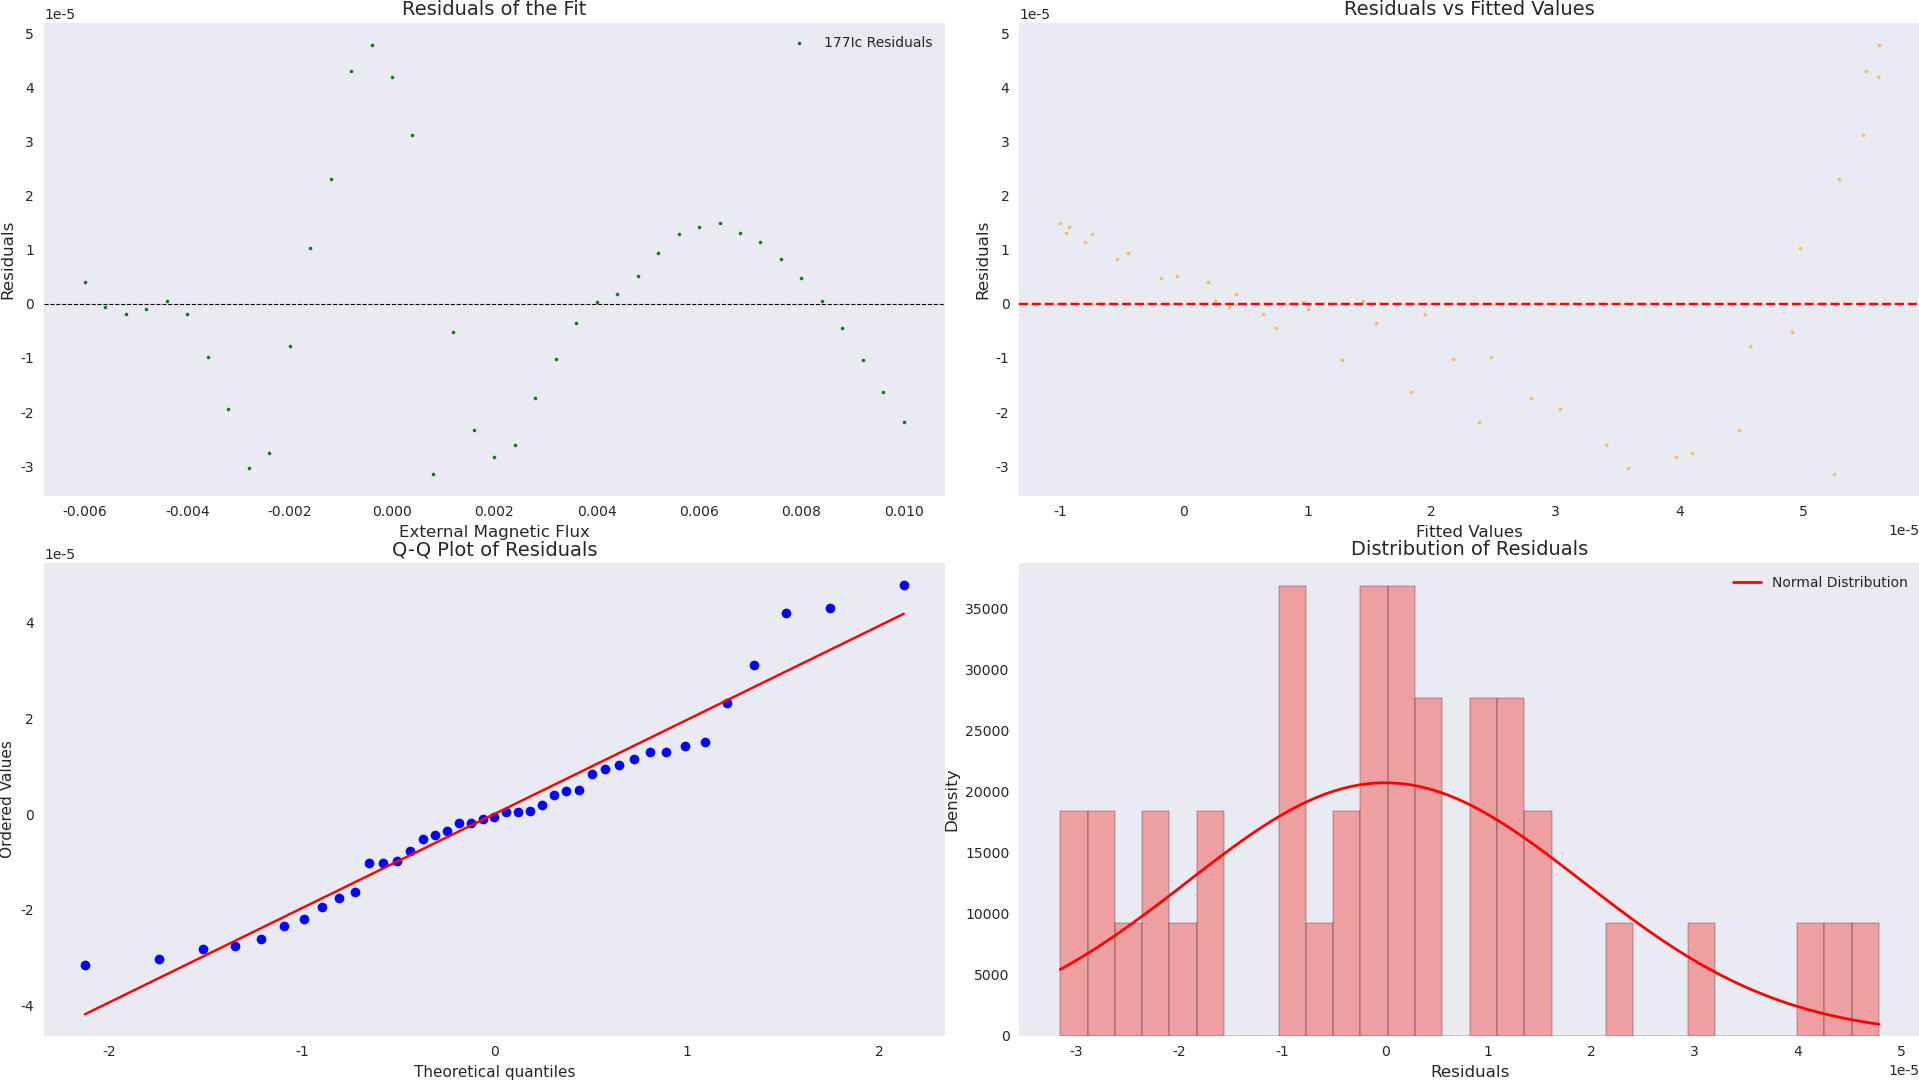 Residuals of the Fit
1e-5
177Ic Residuals
5
4
3
2
1
0
-1
-2
-3
Residuals
-0.006 -0.004 -0.002 0.000 0.002 0.004 0.006 0.008 0.010
External Magnetic Flux
Residuals vs Fitted Values
1e-5
5
4
3
2
1
0
-1
-2
-3
Residuals
-1 0 1 2 3 4 5
1e-5
Fitted Values
Q-Q Plot of Residuals
1e-5
4
2
0
-2
-4
Ordered Values
-2 -1 0 1 2
Theoretical quantiles
Distribution of Residuals
Normal Distribution
35000
30000
25000
20000
15000
10000
5000
0
Density
-3 -2 -1 0 1 2 3 4 5
1e-5
Residuals